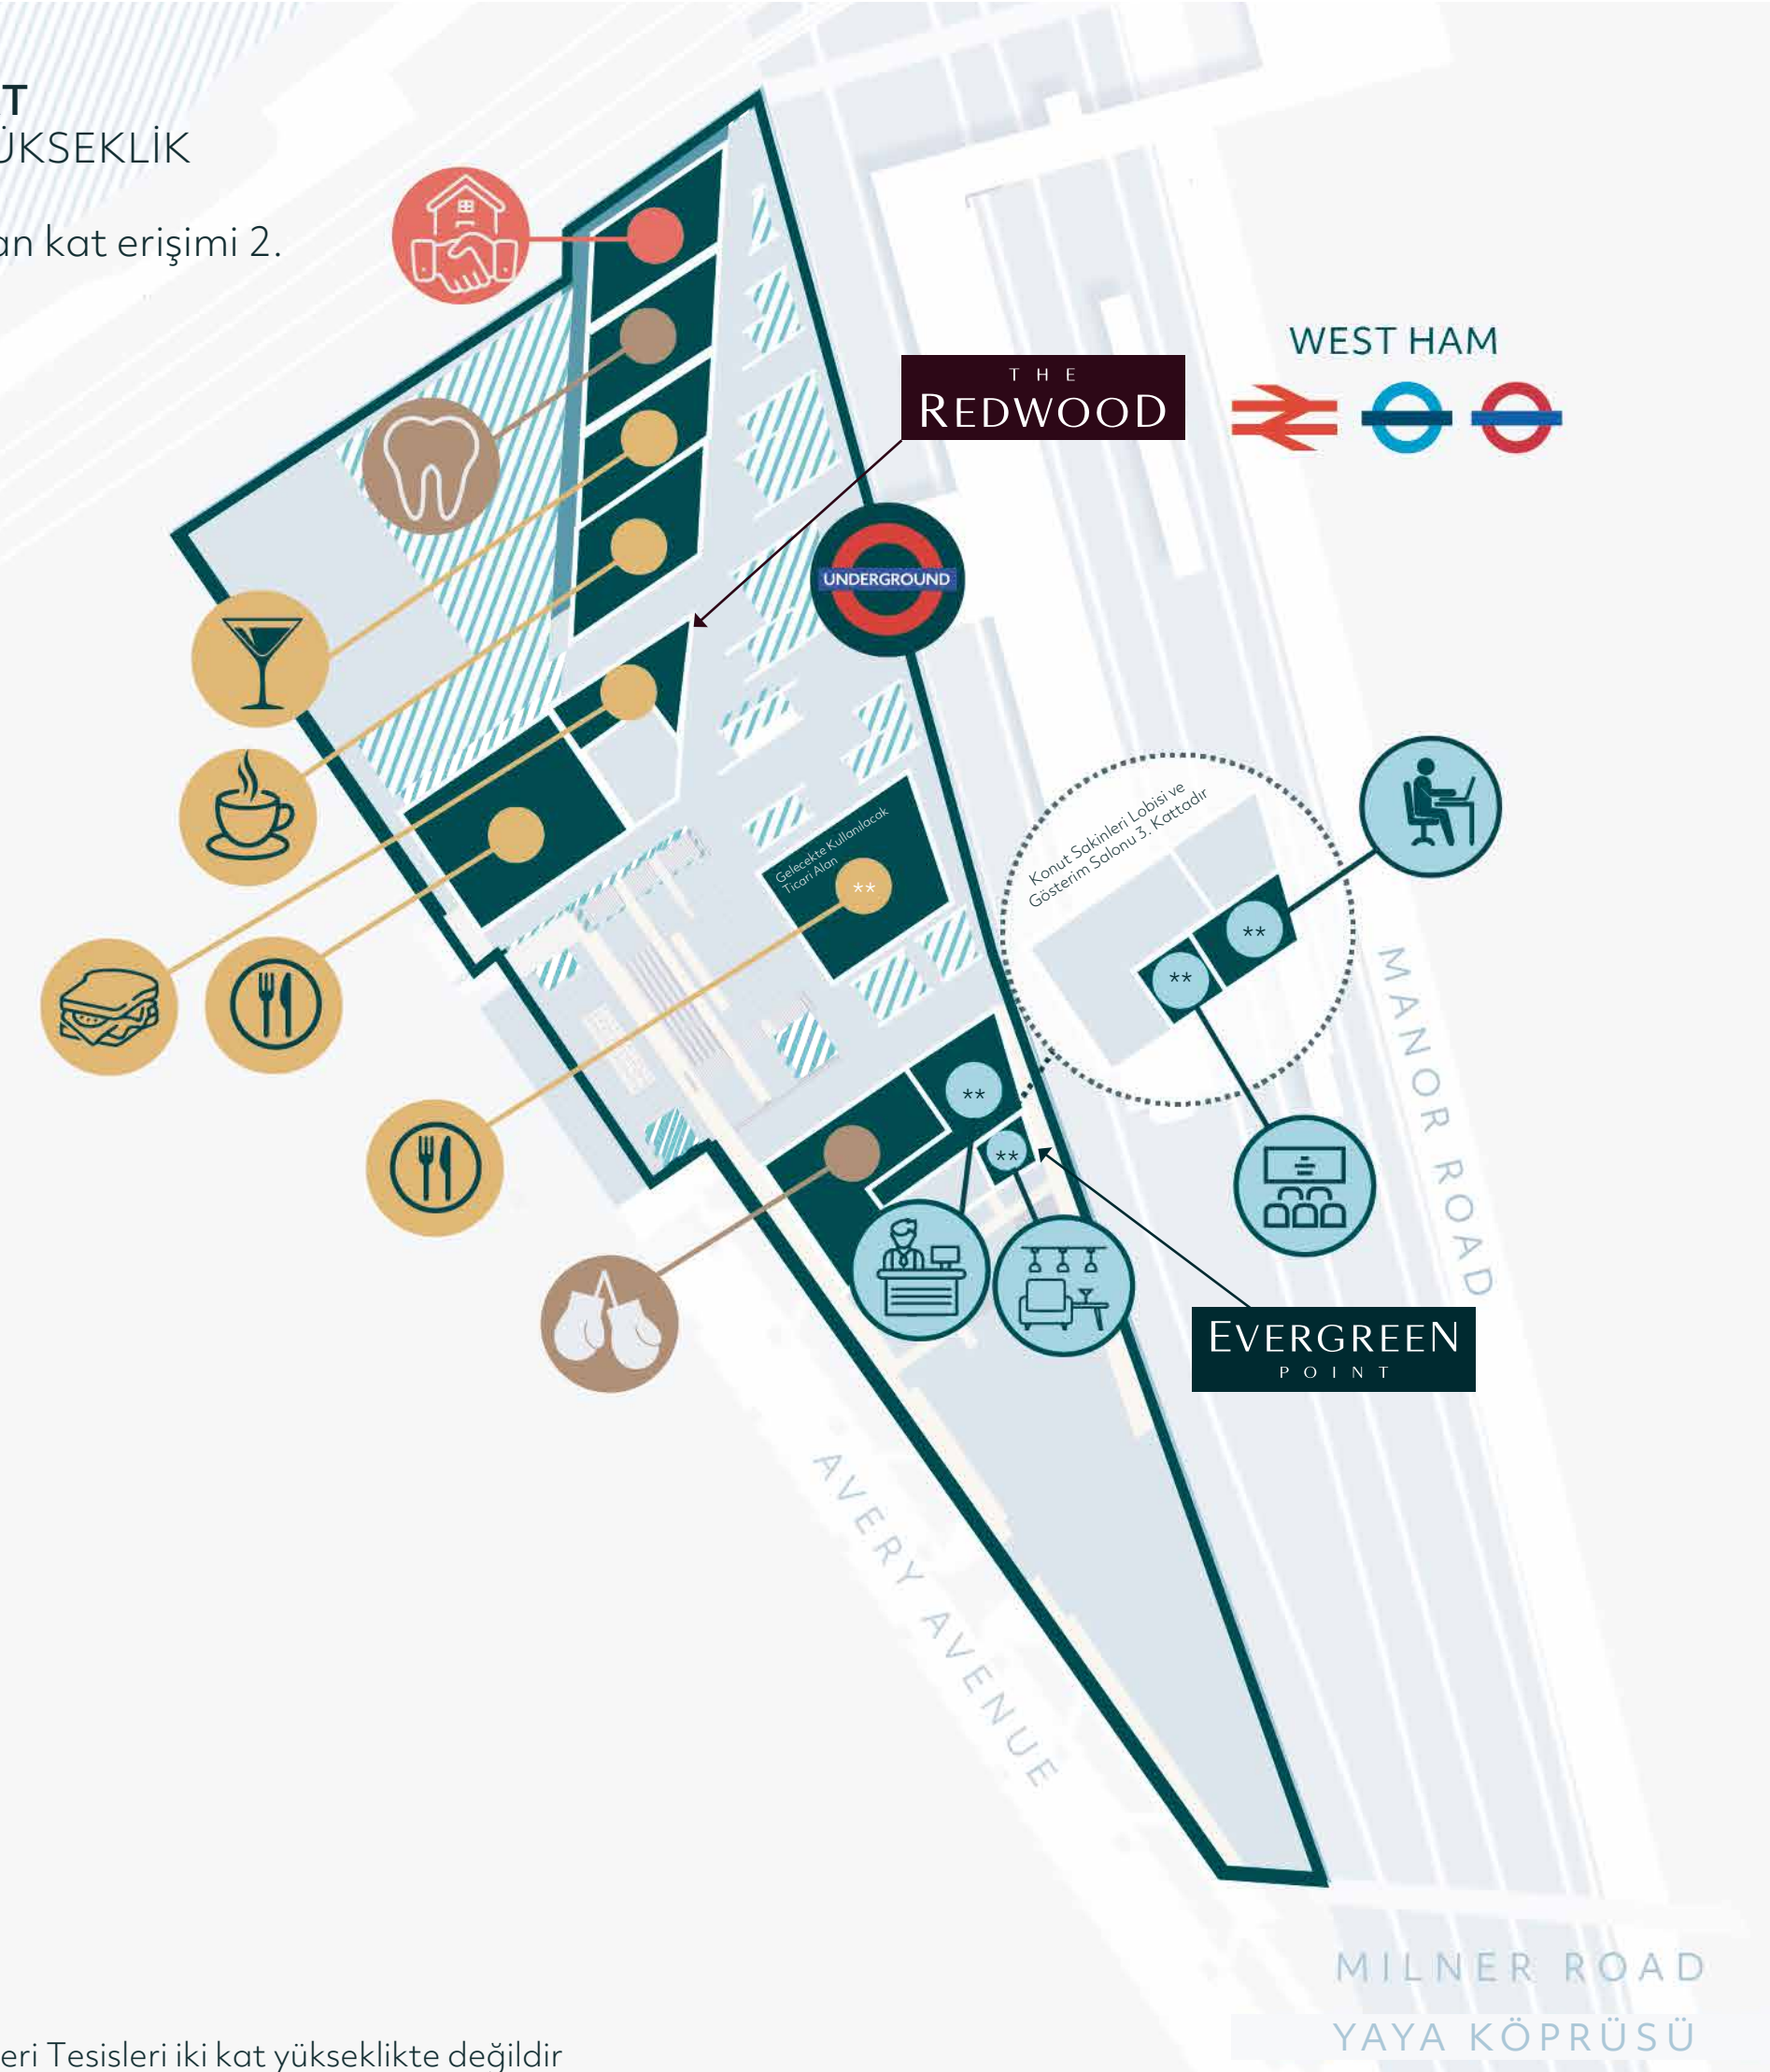 T
ÜKSEKLİK
an kat erişimi 2.
THE
REDWOOD
WEST HAM
UNDERGROUND
Gelecekte Kullanılacak
Ticari Alan
**
Konut Sakinleri Lobisi ve
Gösterim Salonu 3. Kattadır
**
**
**
**
MANOR ROAD
EVERGREEN
POINT
AVERY AVENUE
MILNER ROAD
YAYA KÖPRÜSÜ
eri Tesisleri iki kat yükseklikte değildir